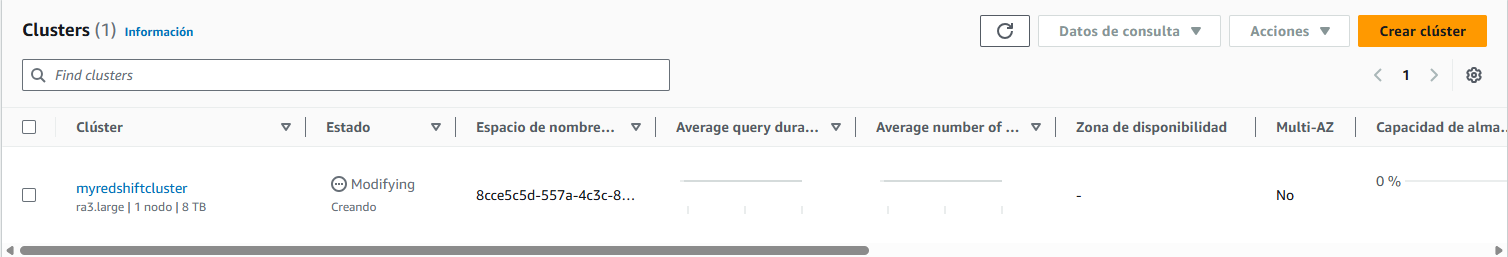 Clusters (1) Información
Datos de consulta
Acciones
Crear clúster
Find clusters
1
Clúster Estado Espacio de nombre... Average query dura... Average number of ... Zona de disponibilidad Multi-AZ Capacidad de alma...
myredshiftcluster
ra3.large | 1 nodo | 8 TB
Modifying
Creando
8cce5c5d-557a-4c3c-8...
-
No
0 %